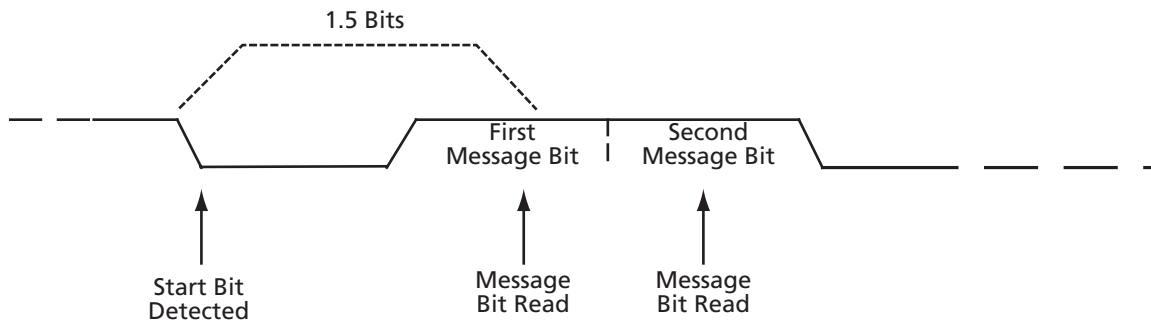 1.5 Bits
First
Message Bit
Second
Message Bit
Start Bit
Detected
Message
Bit Read
Message
Bit Read